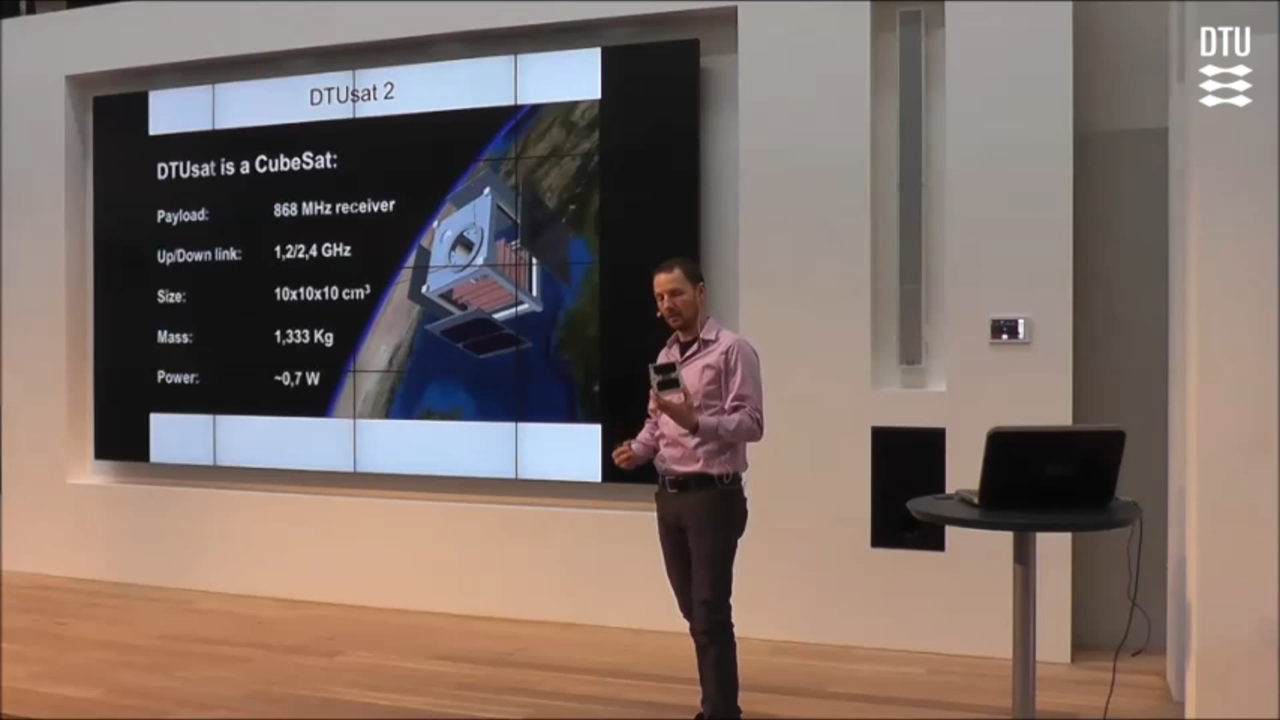 DTU
DTUsat 2
DTUsat is a CubeSat:
Payload: 868 MHz receiver
Up/Down link: 1,2/2,4 GHz
Size: 10x10x10 cm³
Mass: 1,333 Kg
Power: ~0,7 W